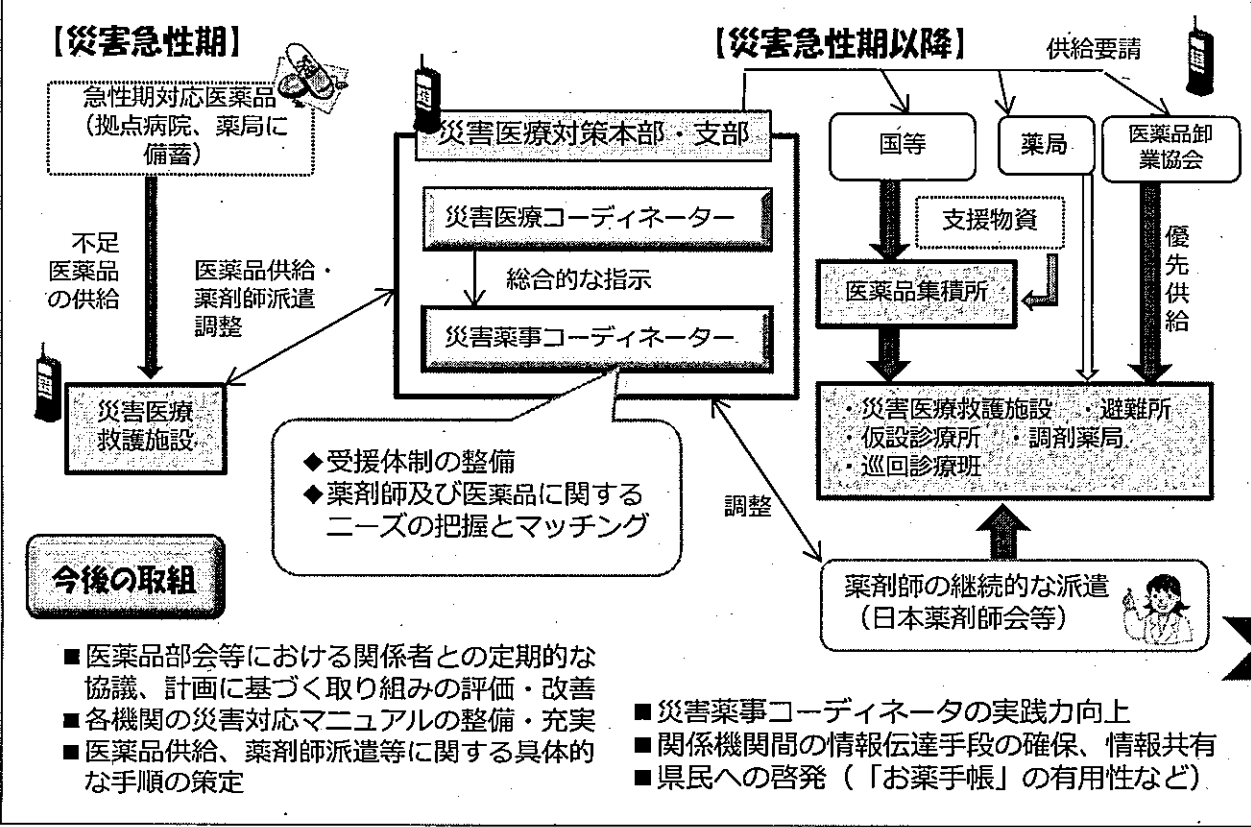 【災害急性期】
急性期対応医薬品
（拠点病院、薬局に
備蓄）
不足
医薬品
の供給
医薬品供給・
薬剤師派遣
調整
災害医療
救護施設
災害医療対策本部・支部
災害医療コーディネーター
総合的な指示
災害薬事コーディネーター
◆受援体制の整備
◆薬剤師及び医薬品に関する
ニーズの把握とマッチング
【災害急性期以降】
供給要請
国等
薬局
医薬品卸
業協会
支援物資
医薬品集積所
優先供給
・災害医療救護施設　・避難所
・仮設診療所　・調剤薬局
・巡回診療班
調整
薬剤師の継続的な派遣
（日本薬剤師会等）
今後の取組
■医薬品部会等における関係者との定期的な
協議、計画に基づく取り組みの評価・改善
■各機関の災害対応マニュアルの整備・充実
■医薬品供給、薬剤師派遣等に関する具体的
な手順の策定
■災害薬事コーディネータの実践力向上
■関係機関間の情報伝達手段の確保、情報共有
■県民への啓発（「お薬手帳」の有用性など）